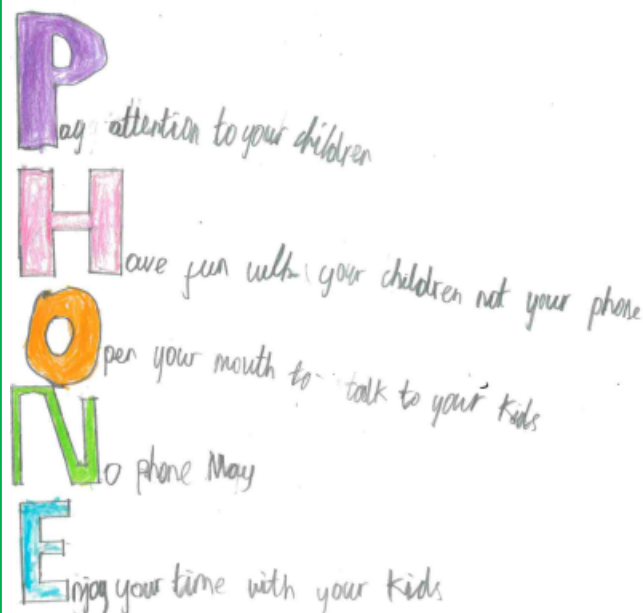 Pay attention to your children
Have fun with your children not your phone
Open your mouth to talk to your kids
No phone May
Enjoy your time with your kids